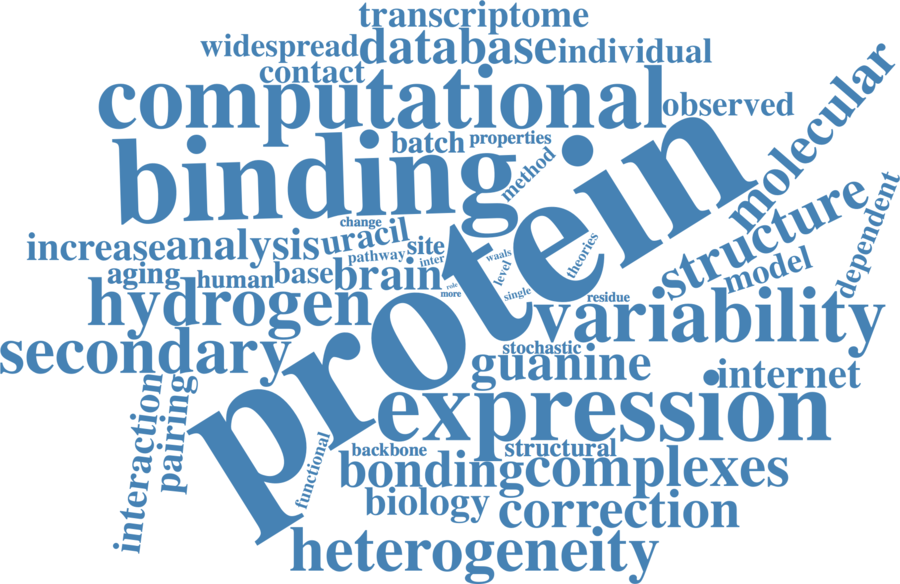 transcriptome
widespread
database
individual
contact
computational
observed
molecular
batch
properties
binding
method
protein
structure
dependent
change
uracil
increase
analysis
site
pathway
inter
waals
level
theories
model
aging
human
base
brain
role
more
single
residue
hydrogen
variability
secondary
stochastic
guanine
internet
interaction
pairing
expression
functional
backbone
structural
bonding
complexes
biology
correction
heterogeneity